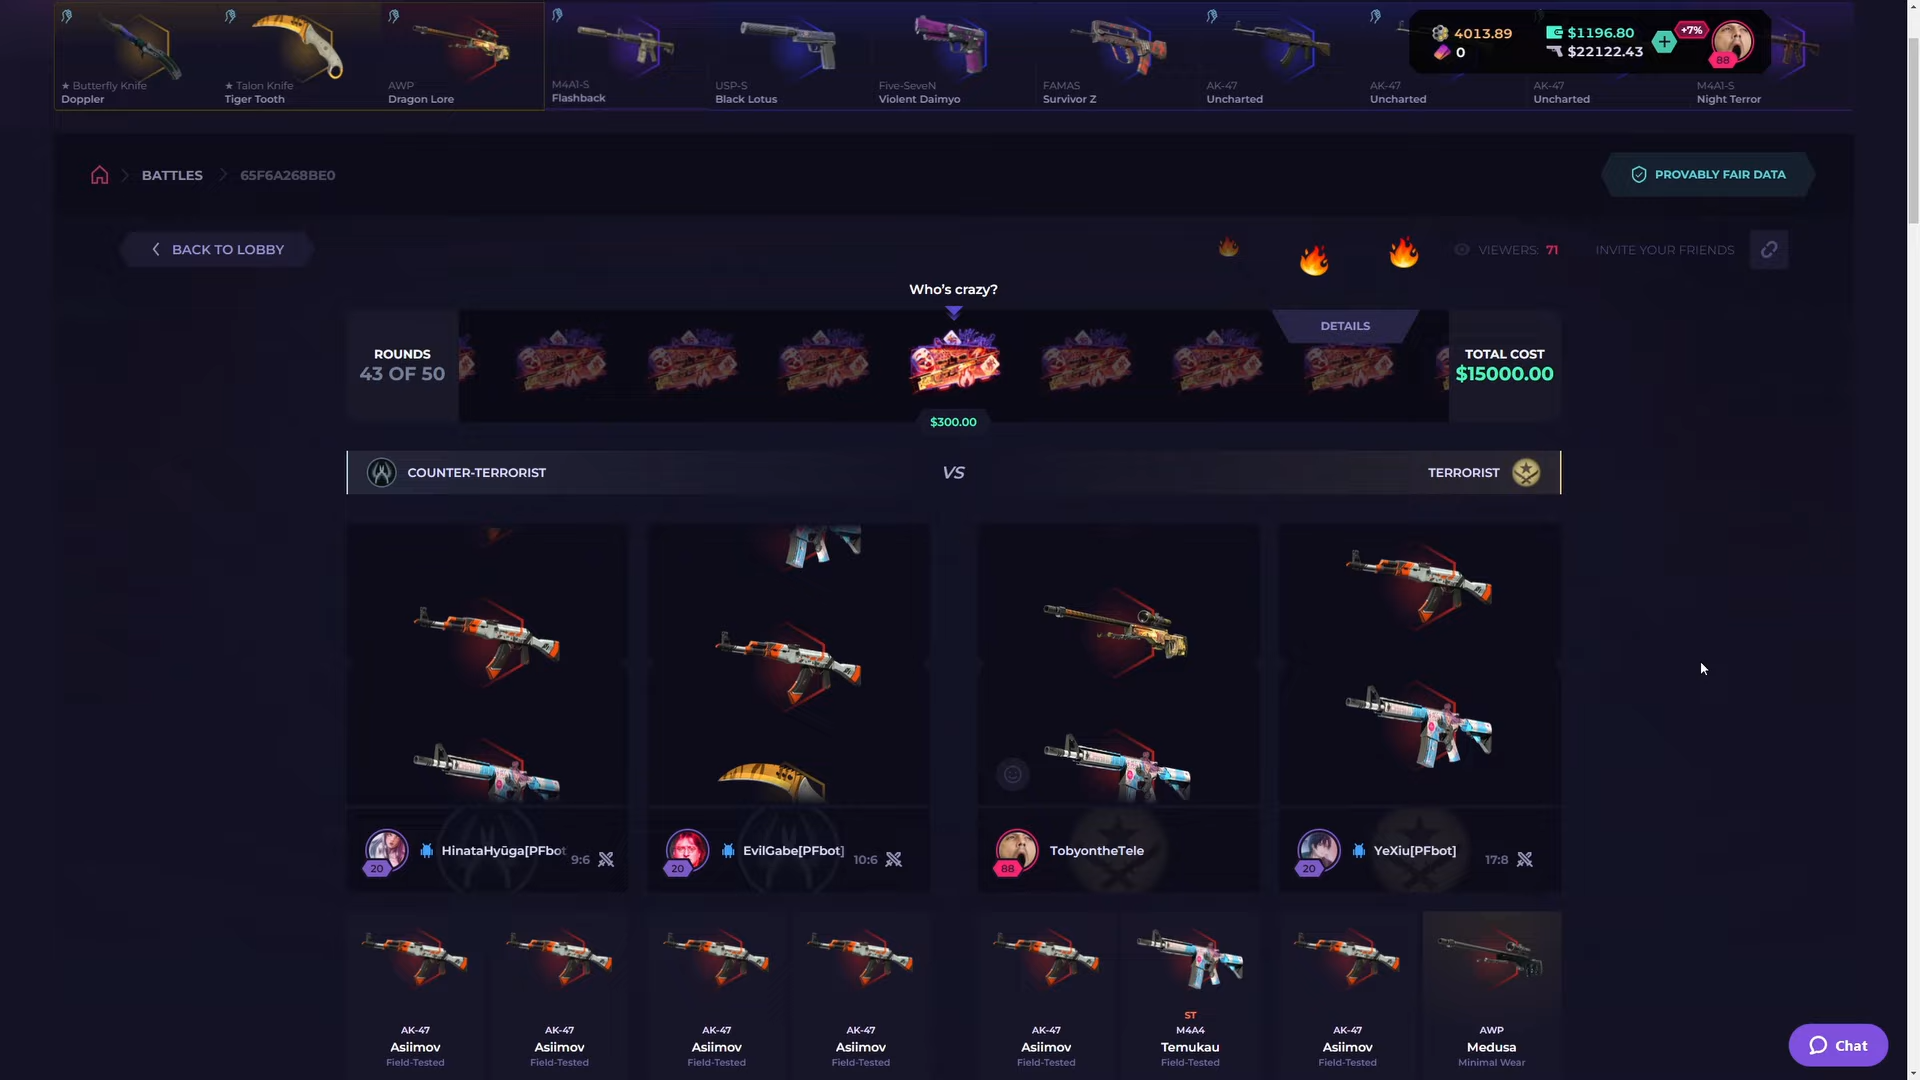 ★ Butterfly Knife
Doppler
★ Talon Knife
Tiger Tooth
AWP
Dragon Lore
M4A1-S
Flashback
USP-S
Black Lotus
Five-SeveN
Violent Daimyo
FAMAS
Survivor Z
AK-47
Uncharted
AK-47
Uncharted
AK-47
Uncharted
M4A1-S
Night Terror
4013.89
0
$1196.80
$22122.43
+7%
88
BATTLES
65F6A268BE0
PROVABLY FAIR DATA
BACK TO LOBBY
VIEWERS: 71
INVITE YOUR FRIENDS
Who's crazy?
ROUNDS
43 OF 50
DETAILS
TOTAL COST
$15000.00
$300.00
COUNTER-TERRORIST
VS
TERRORIST
20
HinataHyūga[PFbot
9:6
20
EvilGabe[PFbot]
10:6
88
TobyontheTele
20
YeXiu[PFbot]
17:8
AK-47
Asiimov
Field-Tested
AK-47
Asiimov
Field-Tested
AK-47
Asiimov
Field-Tested
AK-47
Asiimov
Field-Tested
AK-47
Asiimov
Field-Tested
ST
M4A4
Temukau
Field-Tested
AK-47
Asiimov
Field-Tested
AWP
Medusa
Minimal Wear
Chat